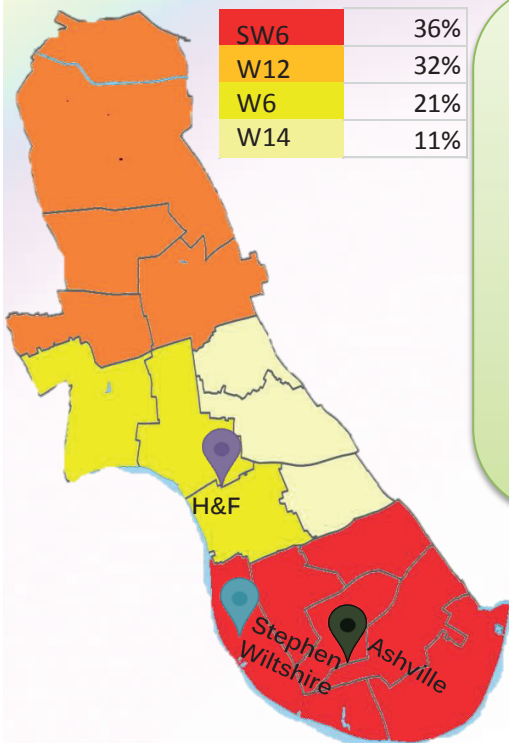 SW6 36%
W12 32%
W6 21%
W14 11%
H&F
Stephen
Wiltshire
Ashville